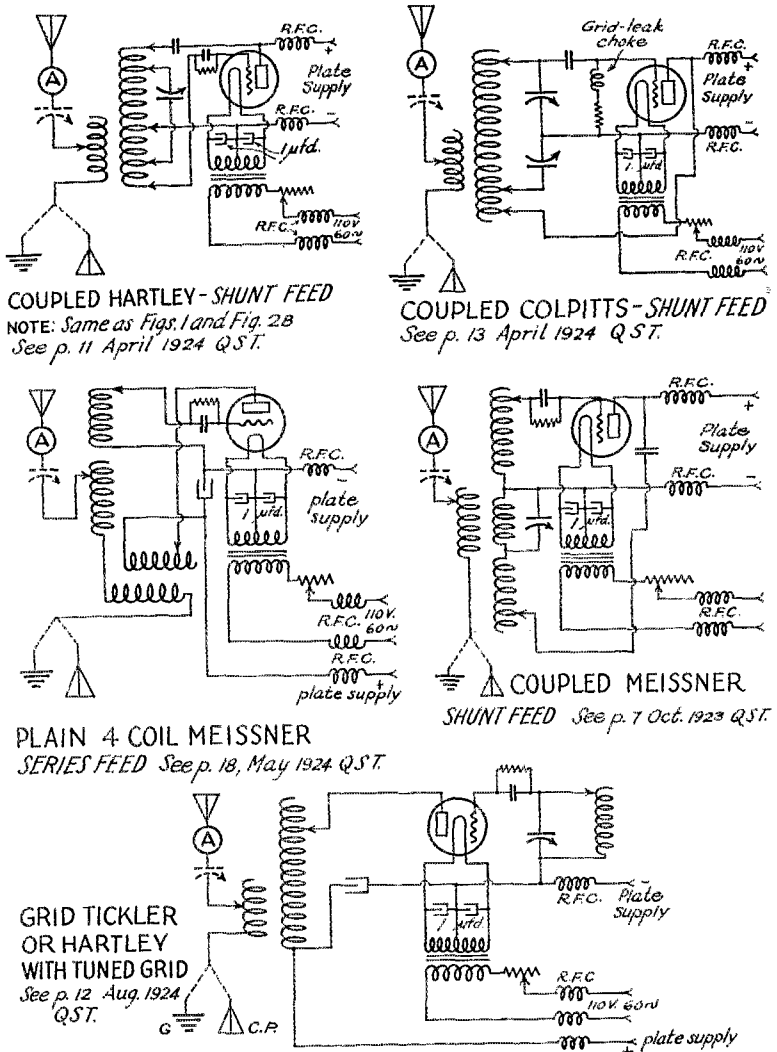 A
R.F.C.
+
Plate
Supply
R.F.C.
-
1 µfd.
R.F.C.
110V
60~
COUPLED HARTLEY - SHUNT FEED
NOTE: Same as Figs. 1 and Fig. 2B
See p. 11 April 1924 QST.
A
Grid-leak
choke
R.F.C.
+
Plate
Supply
-
R.F.C.
1 µfd.
R.F.C.
110V
60~
COUPLED COLPITTS - SHUNT FEED
See p. 13 April 1924 QST.
A
R.F.C.
-
plate
supply
1 µfd.
R.F.C.
110V.
60~
R.F.C.
+
plate supply
PLAIN 4 COIL MEISSNER
SERIES FEED See p. 18, May 1924 QST.
A
R.F.C.
+
Plate
Supply
R.F.C.
-
1 µfd.
R.F.C.
COUPLED MEISSNER
SHUNT FEED See p. 7 Oct. 1923 QST.
A
R.F.C.
-
Plate
Supply
1 µfd.
R.F.C
110V. 60~
plate supply
+
GRID TICKLER
OR HARTLEY
WITH TUNED GRID
See p. 12 Aug. 1924
QST.
G
C.P.